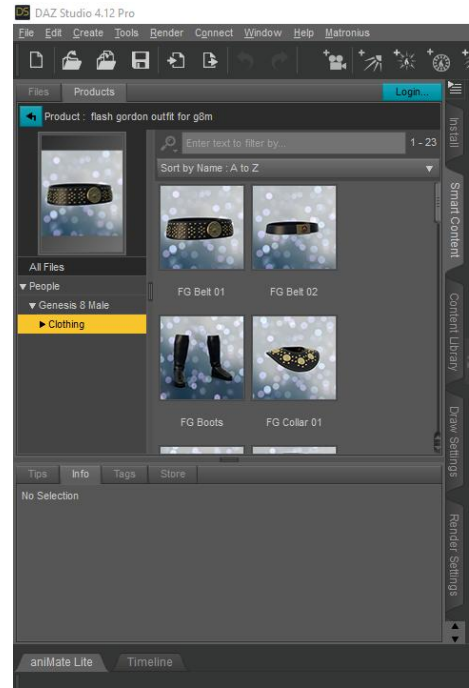 DS DAZ Studio 4.12 Pro
File Edit Create Tools Render Connect Window Help Matronius
Files Products Login...
Product : flash gordon outfit for g8m
Enter text to filter by... 1 - 23
Sort by Name : A to Z
All Files
People
Genesis 8 Male
Clothing
FG Belt 01 FG Belt 02
FG Boots FG Collar 01
Install
Smart Content
Content Library
Draw Settings
Render Settings
Tips Info Tags Store
No Selection
aniMate Lite Timeline